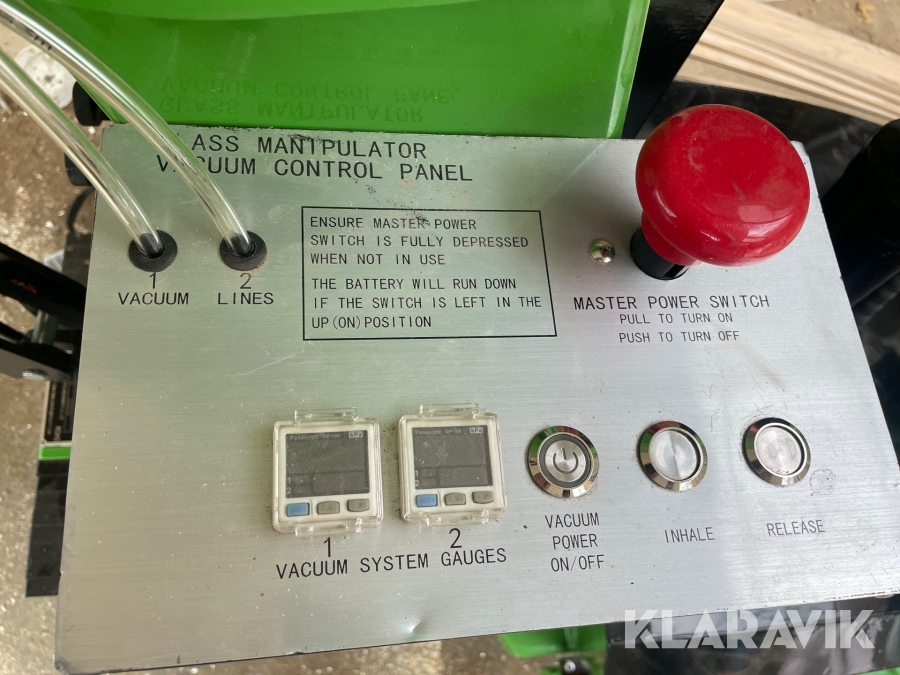 ASS MANIPULATOR
VACUUM CONTROL PANEL
ENSURE MASTER POWER
SWITCH IS FULLY DEPRESSED
WHEN NOT IN USE
THE BATTERY WILL RUN DOWN
IF THE SWITCH IS LEFT IN THE
UP(ON)POSITION
1 2
VACUUM LINES
MASTER POWER SWITCH
PULL TO TURN ON
PUSH TO TURN OFF
Panasonic
Panasonic
1 2
VACUUM SYSTEM GAUGES
VACUUM
POWER
ON/OFF
INHALE
RELEASE
KLARAVIK